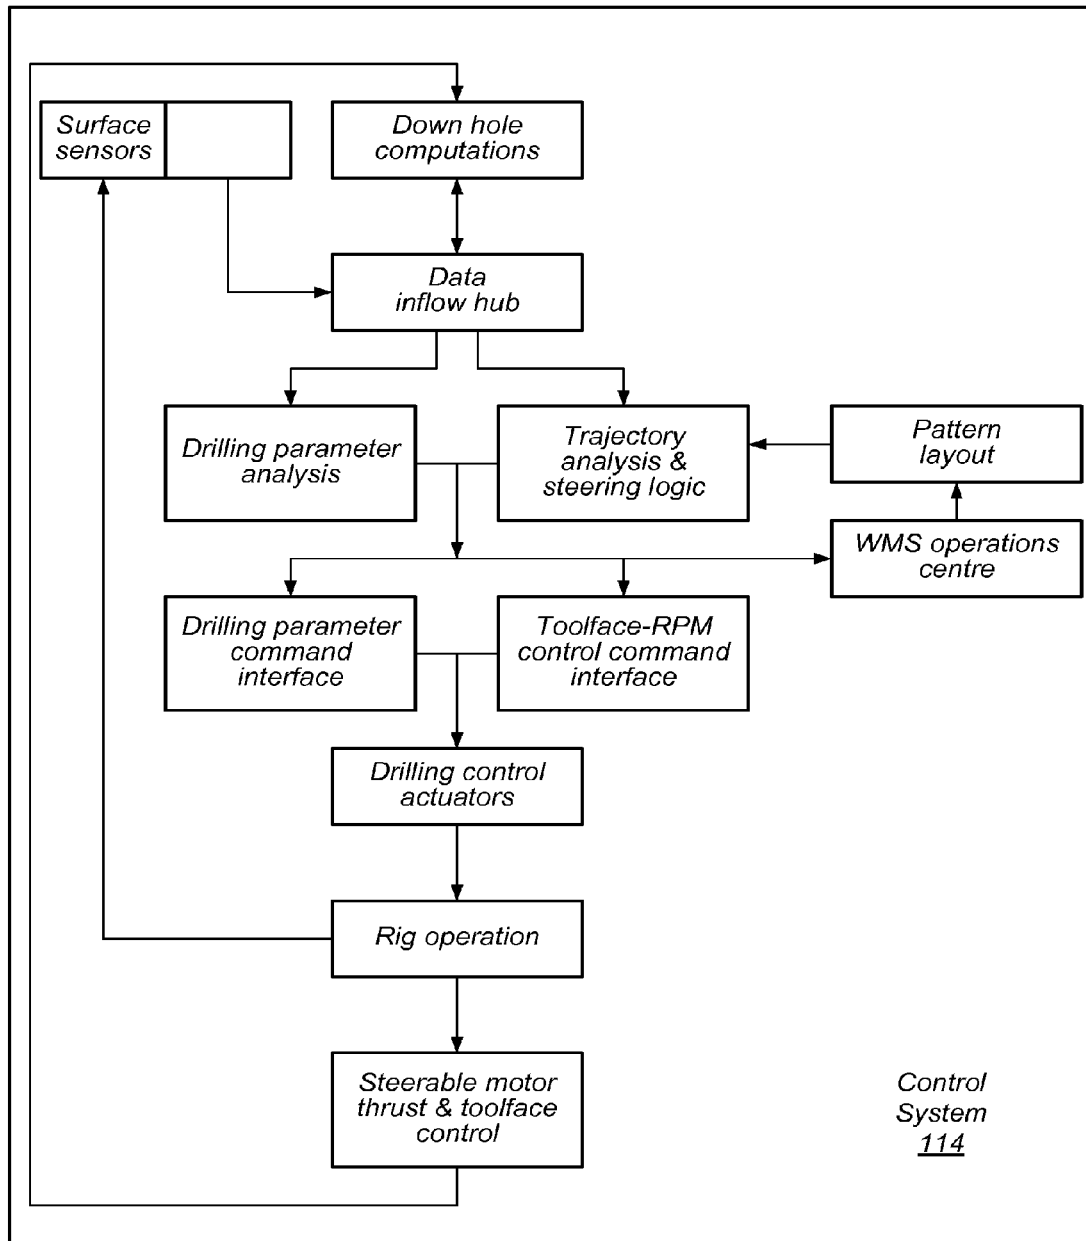 Surface
sensors
Down hole
computations
Data
inflow hub
Drilling parameter
analysis
Trajectory
analysis &
steering logic
Pattern
layout
WMS operations
centre
Drilling parameter
command
interface
Toolface-RPM
control command
interface
Drilling control
actuators
Rig operation
Steerable motor
thrust & toolface
control
Control
System
114